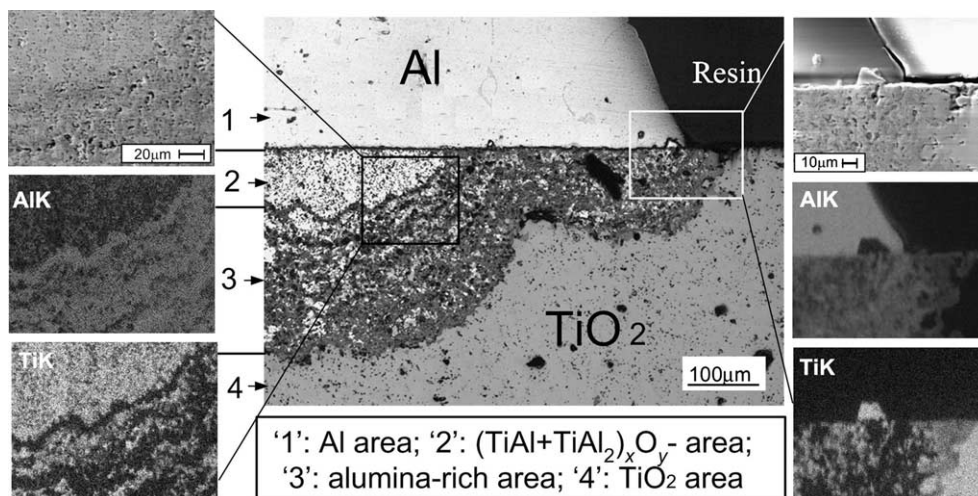 20μm
AlK
TiK
1
2
3
4
Al
Resin
TiO2
100μm
10μm
AlK
TiK
‘1’: Al area; ‘2’: (TiAl+TiAl2)xOy- area;
‘3’: alumina-rich area; ‘4’: TiO2 area